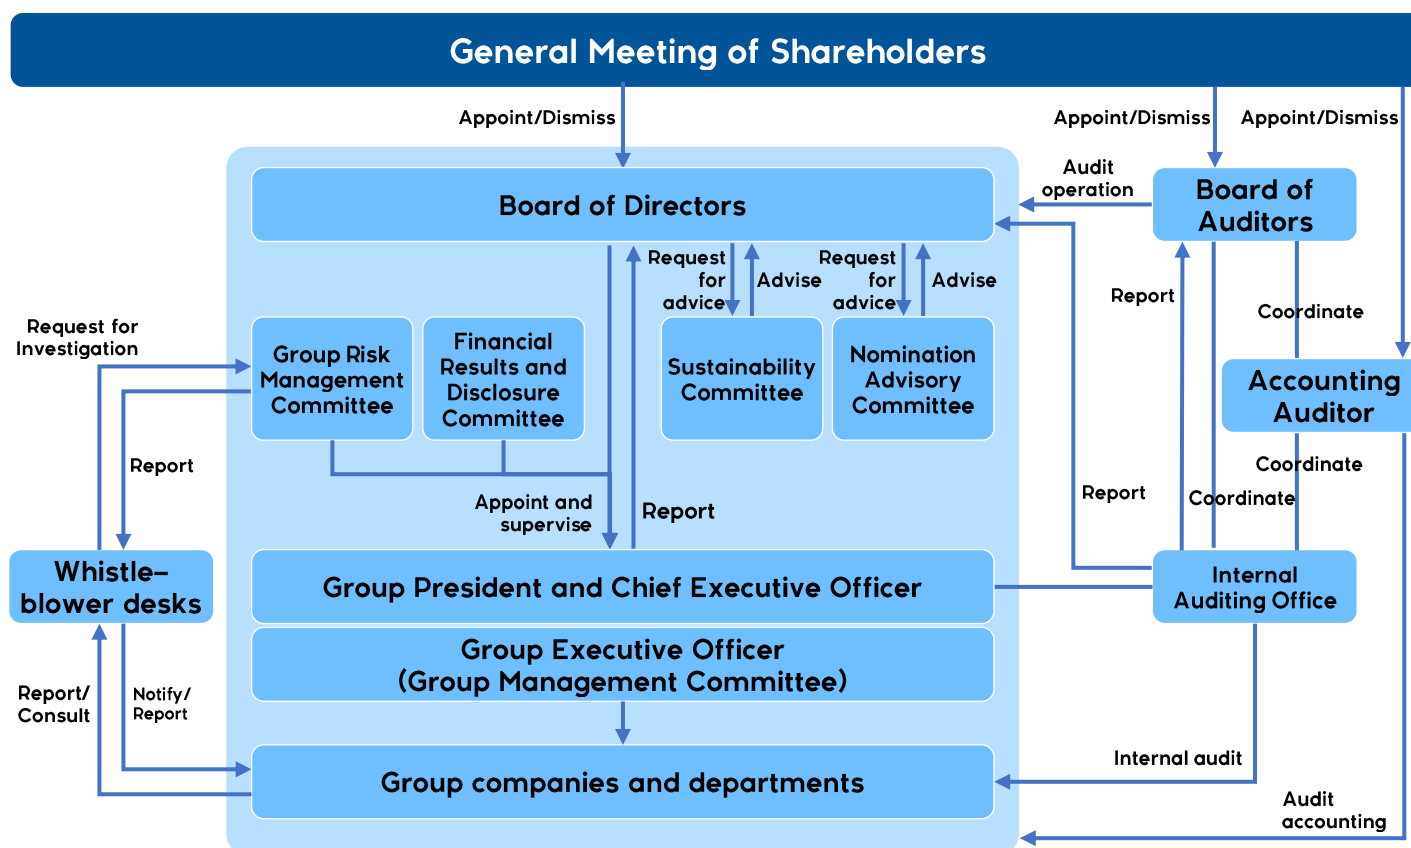 General Meeting of Shareholders
Appoint/Dismiss
Appoint/Dismiss
Appoint/Dismiss
Audit
operation
Board of Directors
Board of
Auditors
Request
for
advice
Advise
Request
for
advice
Advise
Report
Coordinate
Request for
Investigation
Group Risk
Management
Committee
Financial
Results and
Disclosure
Committee
Sustainability
Committee
Nomination
Advisory
Committee
Accounting
Auditor
Report
Coordinate
Report
Coordinate
Appoint and
supervise
Report
Whistle–
blower desks
Group President and Chief Executive Officer
Internal
Auditing Office
Group Executive Officer
(Group Management Committee)
Report/
Consult
Notify/
Report
Internal audit
Group companies and departments
Audit
accounting